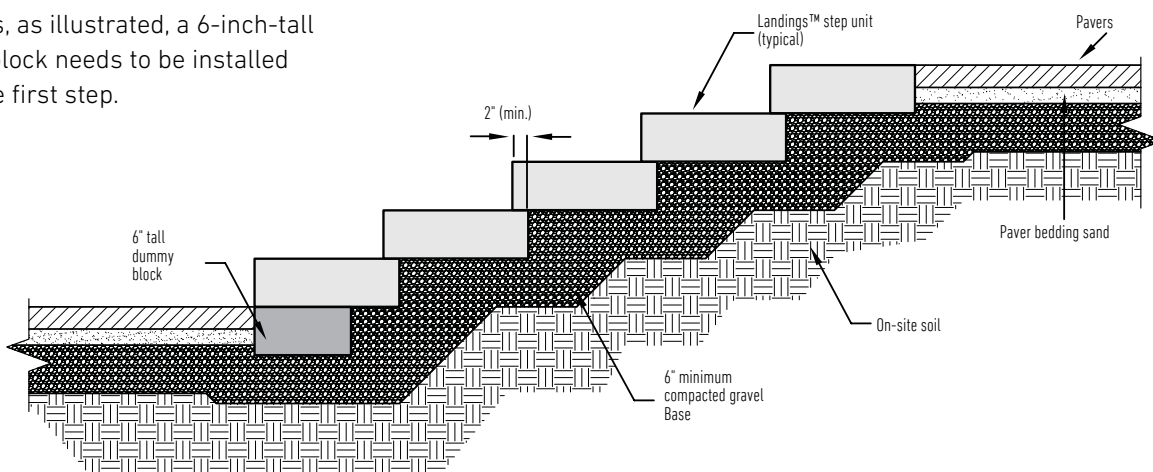 s, as illustrated, a 6-inch-tall
lock needs to be installed
e first step.
Landings™ step unit
(typical)
Pavers
2" (min.)
6" tall
dummy
block
Paver bedding sand
On-site soil
6" minimum
compacted gravel
Base